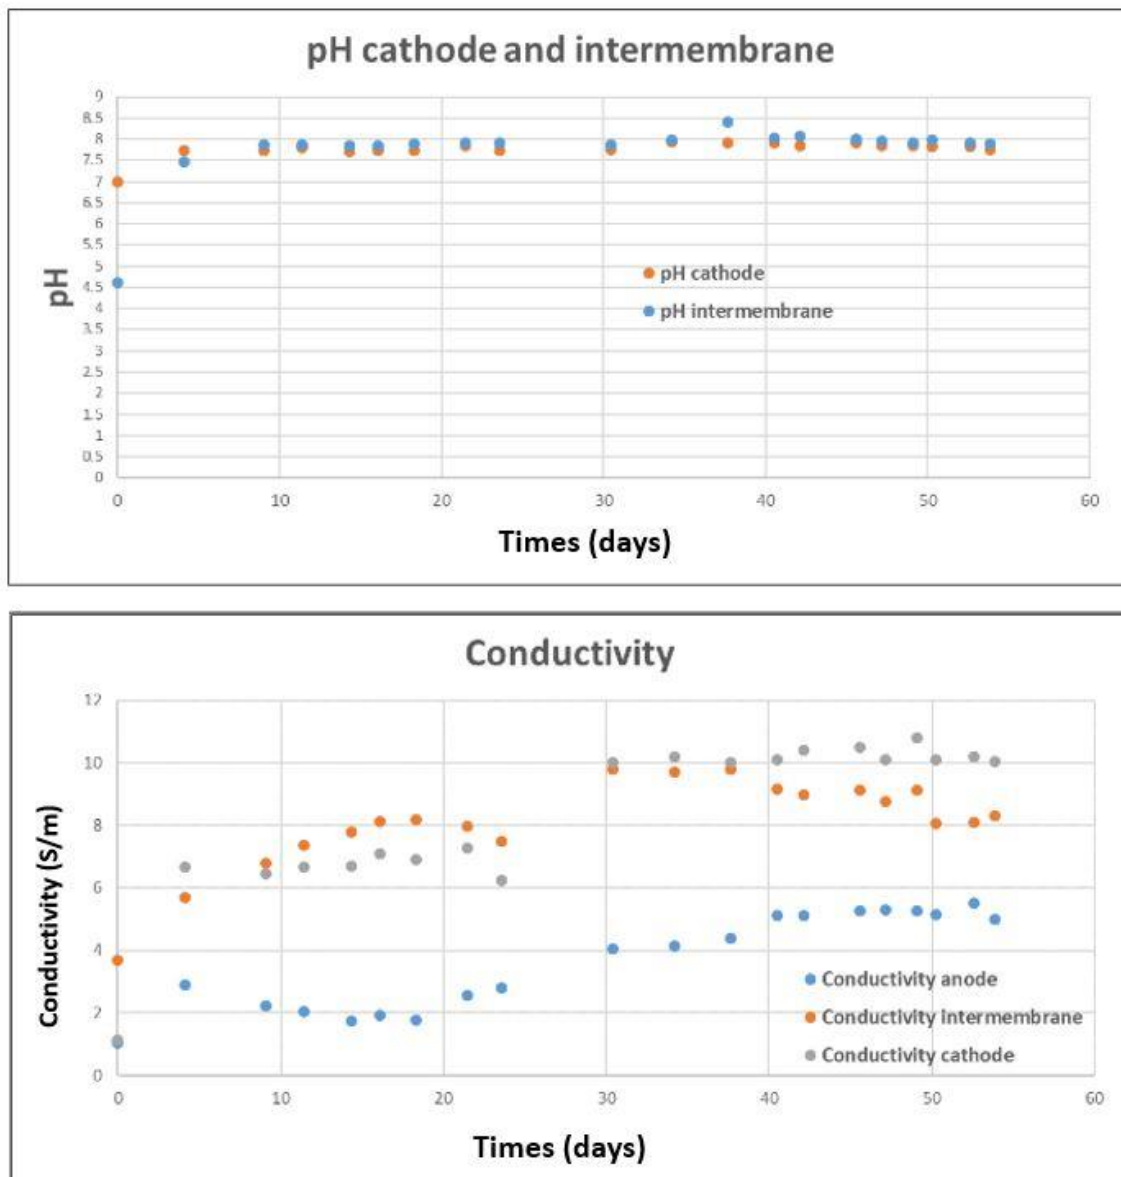 pH cathode and intermembrane
9
8.5
8
7.5
7
6.5
6
5.5
5
4.5
4
3.5
3
2.5
2
1.5
1
0.5
0
pH
pH cathode
pH intermembrane
0 10 20 30 40 50 60
Times (days)
Conductivity
12
10
8
6
4
2
0
Conductivity (S/m)
Conductivity anode
Conductivity intermembrane
Conductivity cathode
0 10 20 30 40 50 60
Times (days)